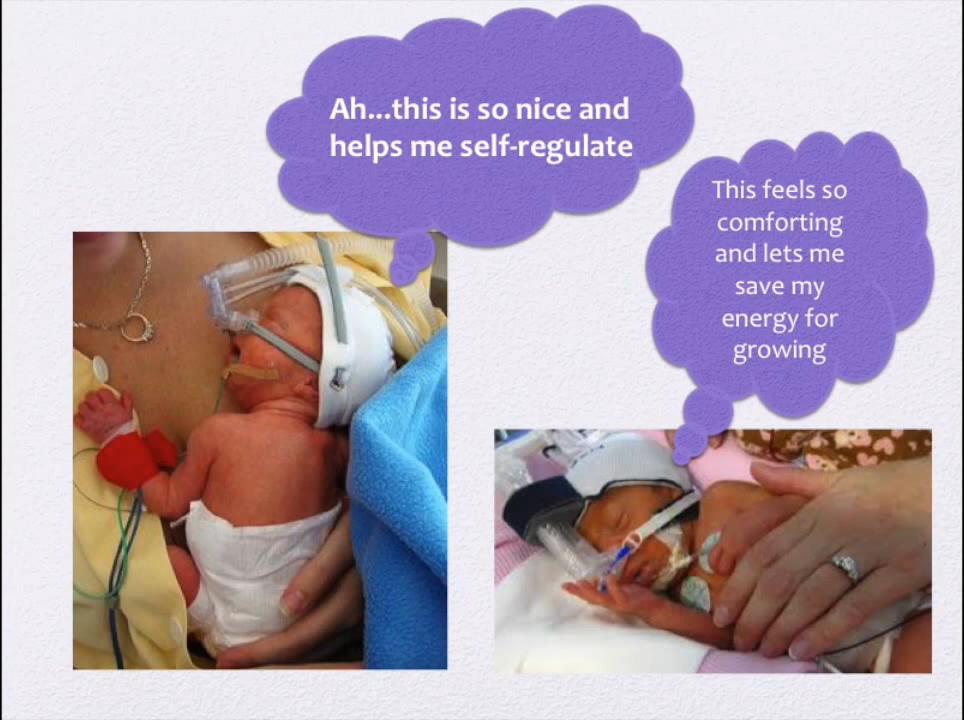 Ah...this is so nice and
helps me self-regulate
This feels so
comforting
and lets me
save my
energy for
growing